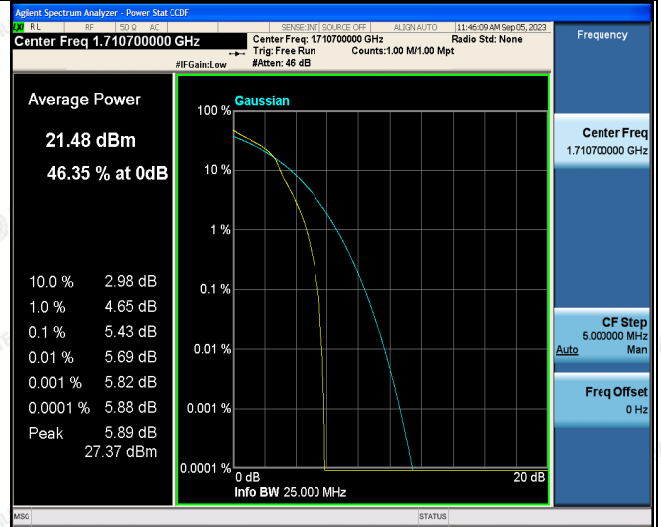 Agilent Spectrum Analyzer - Power Stat CCDF
LXI RL RF 50 Ω AC SENSE:INT SOURCE OFF ALIGN AUTO 11:46:09 AM Sep 05, 2023
Center Freq 1.710700000 GHz
Center Freq: 1.710700000 GHz Radio Std: None
Trig: Free Run Counts:1.00 M/1.00 Mpt
#IFGain:Low #Atten: 46 dB
Frequency
Center Freq
1.710700000 GHz
CF Step
5.000000 MHz
Auto Man
Freq Offset
0 Hz
Average Power
21.48 dBm
46.35 % at 0dB
10.0 % 2.98 dB
1.0 % 4.65 dB
0.1 % 5.43 dB
0.01 % 5.69 dB
0.001 % 5.82 dB
0.0001 % 5.88 dB
Peak 5.89 dB
27.37 dBm
Gaussian
100 %
10 %
1 %
0.1 %
0.01 %
0.001 %
0.0001 %
0 dB 20 dB
Info BW 25.000 MHz
MSG STATUS